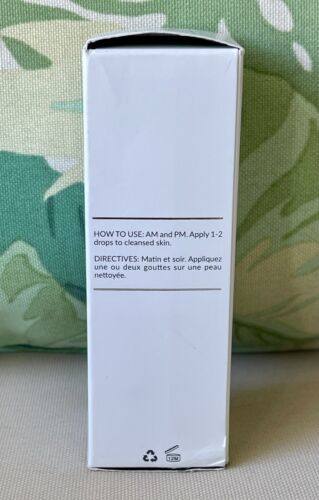 HOW TO USE: AM and PM. Apply 1-2
drops to cleansed skin.
DIRECTIVES: Matin et soir. Appliquez
une ou deux gouttes sur une peau
nettoyée.
12M